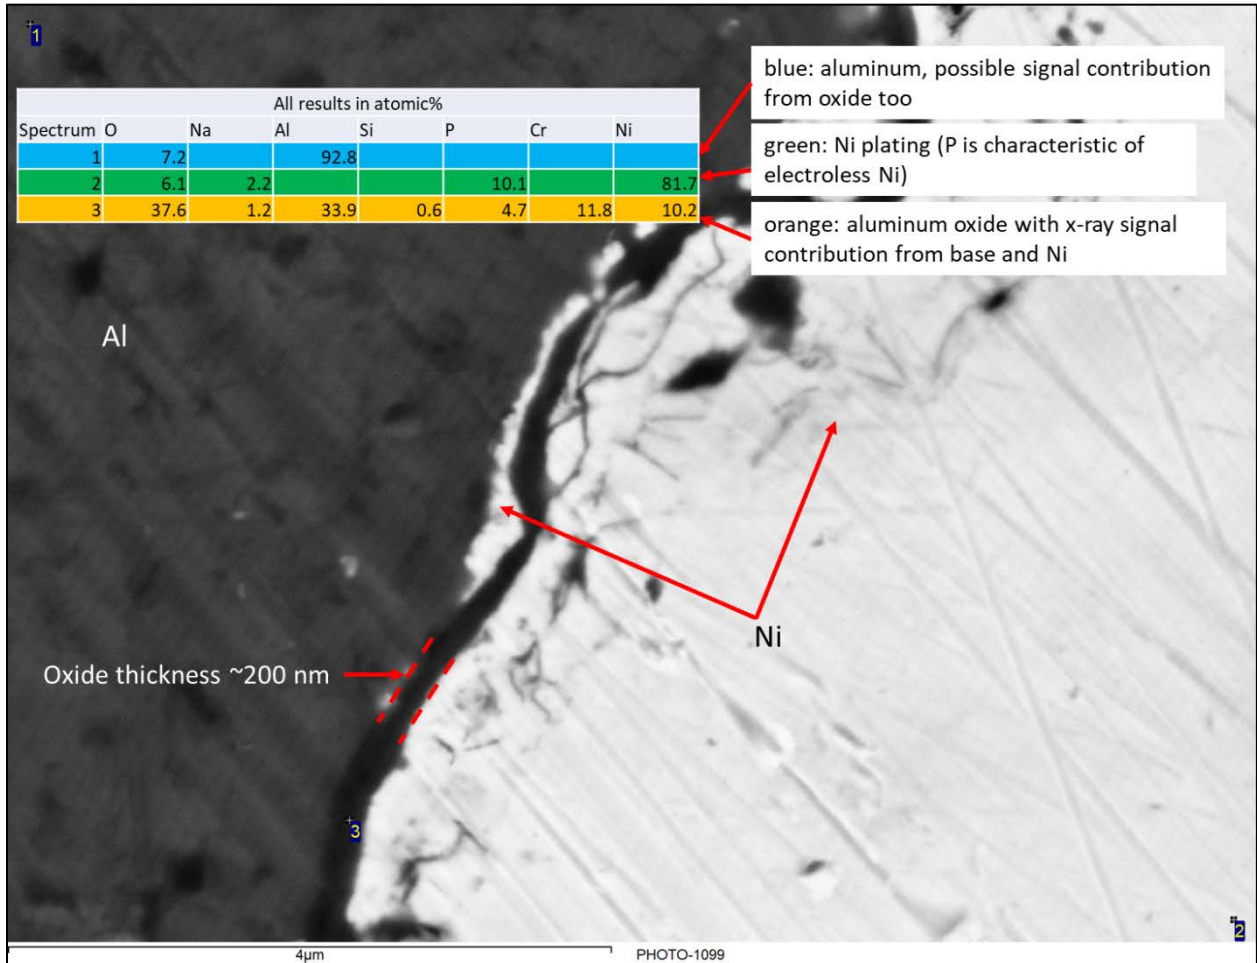 1
blue: aluminum, possible signal contribution
from oxide too
All results in atomic%
Spectrum O Na Al Si P Cr Ni
1 7.2 92.8
2 6.1 2.2 10.1 81.7
3 37.6 1.2 33.9 0.6 4.7 11.8 10.2
green: Ni plating (P is characteristic of
electroless Ni)
orange: aluminum oxide with x-ray signal
contribution from base and Ni
Al
Ni
Oxide thickness ~200 nm
3
2
4µm
PHOTO-1099